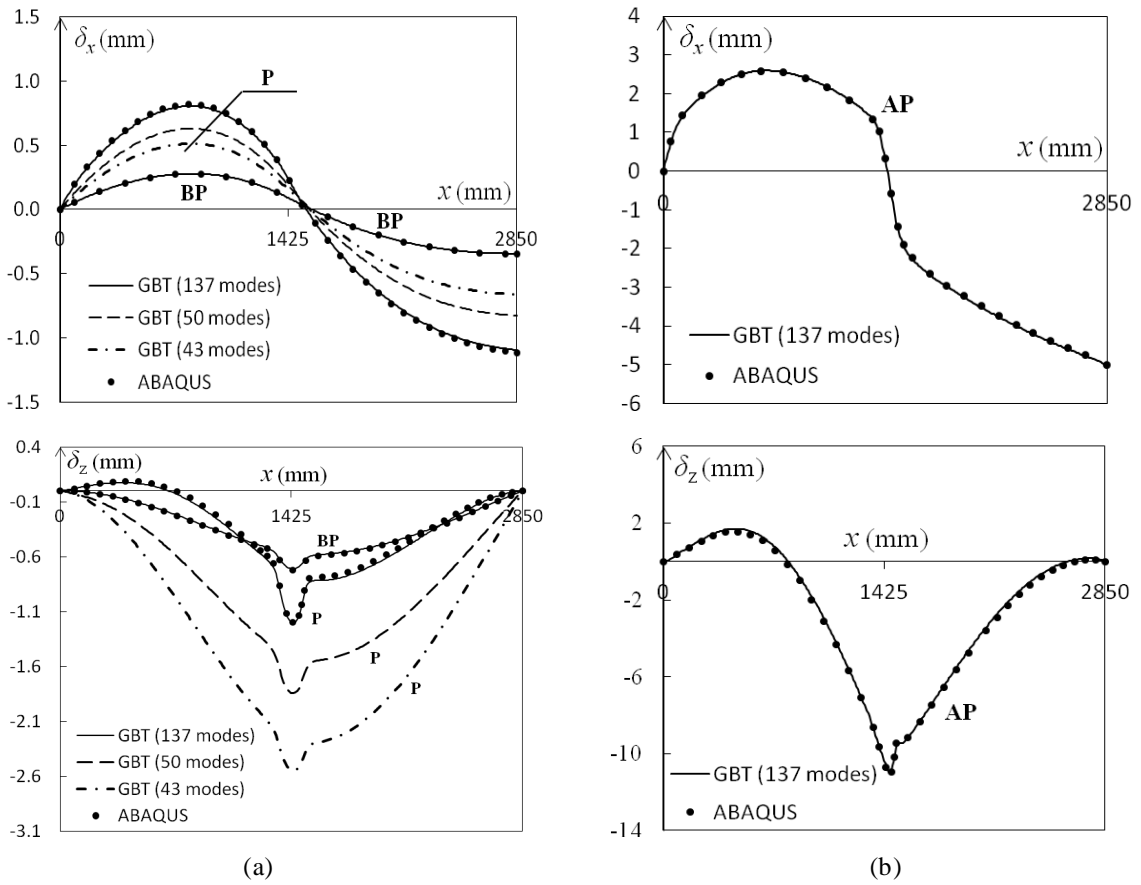 1.5
1.0
0.5
0.0
-0.5
-1.0
-1.5
δx (mm)
P
BP
BP
x (mm)
0
1425
2850
GBT (137 modes)
GBT (50 modes)
GBT (43 modes)
ABAQUS
4
3
2
1
0
-1
-2
-3
-4
-5
-6
δx (mm)
AP
x (mm)
0
2850
GBT (137 modes)
ABAQUS
0.4
-0.1
-0.6
-1.1
-1.6
-2.1
-2.6
-3.1
δz (mm)
x (mm)
0
1425
2850
BP
P
P
P
GBT (137 modes)
GBT (50 modes)
GBT (43 modes)
ABAQUS
(a)
6
2
-2
-6
-10
-14
δz (mm)
x (mm)
0
1425
2850
AP
GBT (137 modes)
ABAQUS
(b)